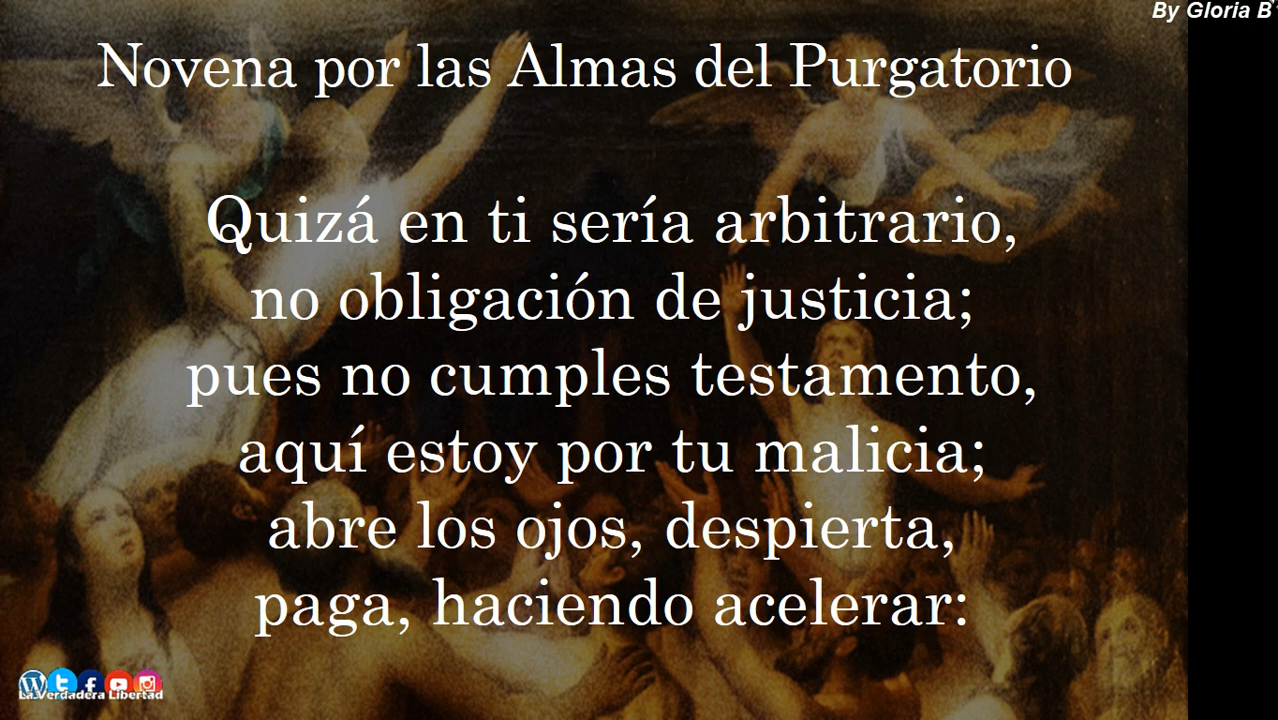 By Gloria B
Novena por las Almas del Purgatorio
Quizá en ti sería arbitrario,
no obligación de justicia;
pues no cumples testamento,
aquí estoy por tu malicia;
abre los ojos, despierta,
paga, haciendo acelerar:
La Verdadera Libertad